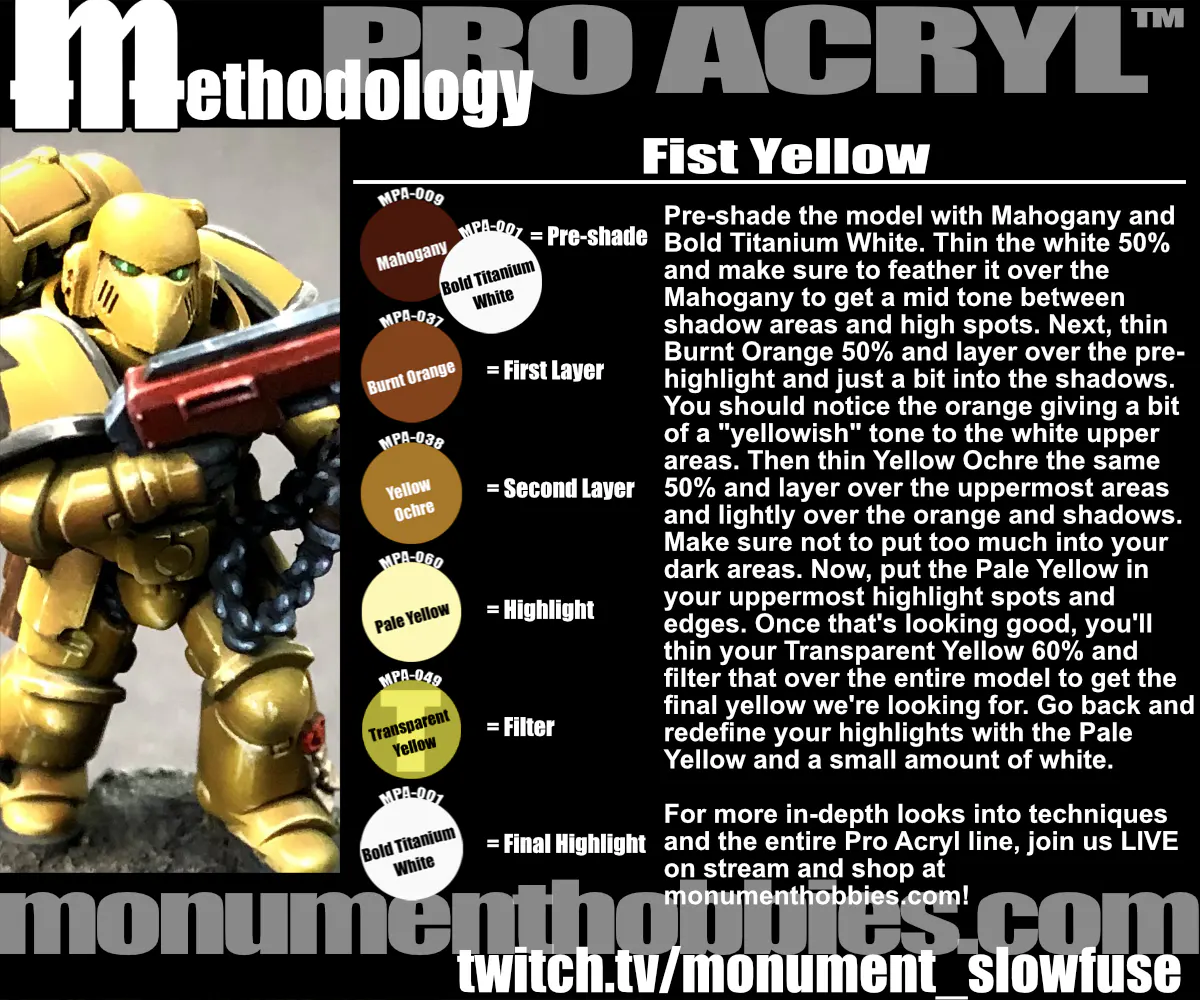 PRO ACRYL™
Methodology
Fist Yellow
MPA-009
Mahogany
MPA-001
Bold Titanium
White
= Pre-shade
MPA-037
Burnt Orange
= First Layer
MPA-038
Yellow
Ochre
= Second Layer
MPA-060
Pale Yellow
= Highlight
MPA-049
T
Transparent
Yellow
= Filter
MPA-001
Bold Titanium
White
= Final Highlight
Pre-shade the model with Mahogany and
Bold Titanium White. Thin the white 50%
and make sure to feather it over the
Mahogany to get a mid tone between
shadow areas and high spots. Next, thin
Burnt Orange 50% and layer over the pre-
highlight and just a bit into the shadows.
You should notice the orange giving a bit
of a "yellowish" tone to the white upper
areas. Then thin Yellow Ochre the same
50% and layer over the uppermost areas
and lightly over the orange and shadows.
Make sure not to put too much into your
dark areas. Now, put the Pale Yellow in
your uppermost highlight spots and
edges. Once that's looking good, you'll
thin your Transparent Yellow 60% and
filter that over the entire model to get the
final yellow we're looking for. Go back and
redefine your highlights with the Pale
Yellow and a small amount of white.
For more in-depth looks into techniques
and the entire Pro Acryl line, join us LIVE
on stream and shop at
monumenthobbies.com!
monumenthobbies.com
twitch.tv/monument_slowfuse